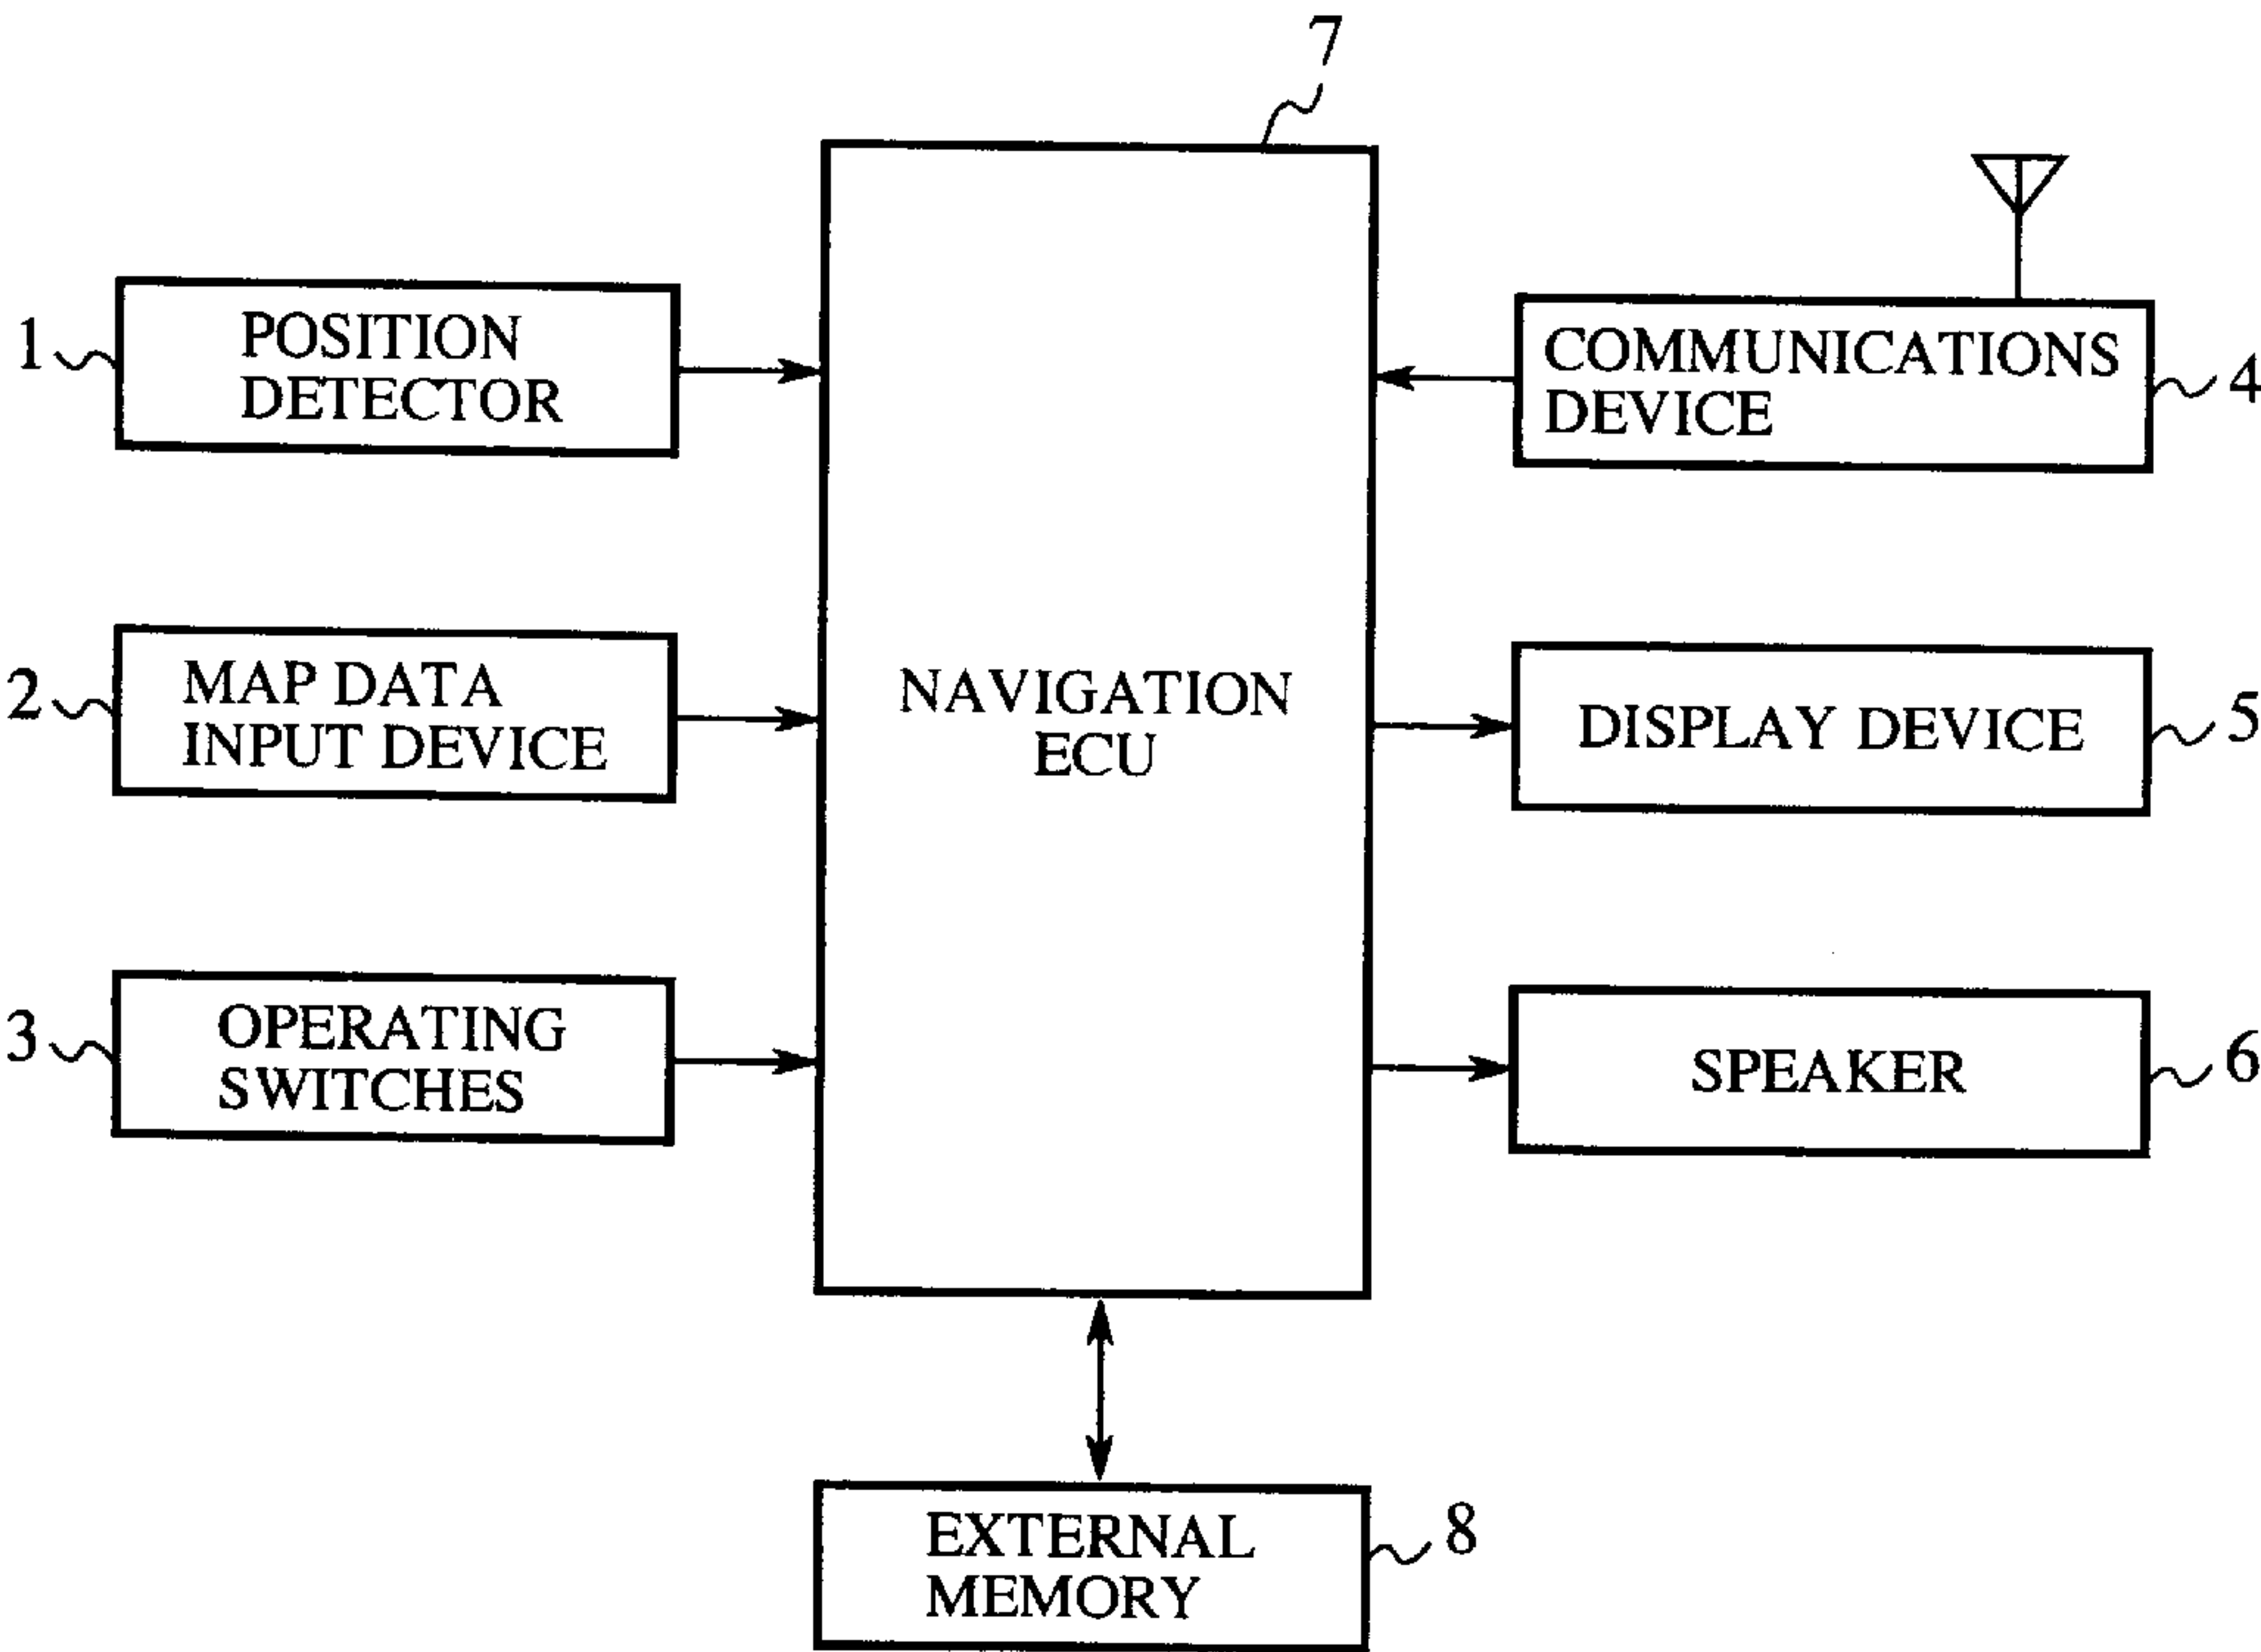 7
1
POSITION
DETECTOR
COMMUNICATIONS
DEVICE
4
2
MAP DATA
INPUT DEVICE
NAVIGATION
ECU
DISPLAY DEVICE
5
3
OPERATING
SWITCHES
SPEAKER
6
EXTERNAL
MEMORY
8